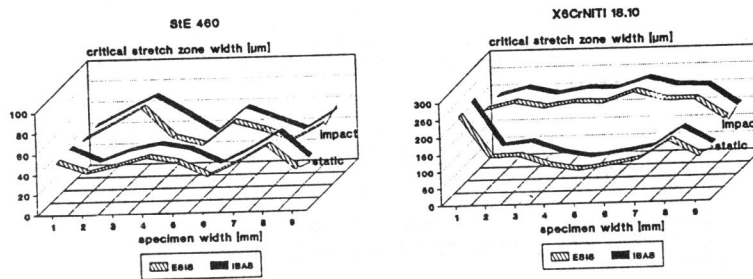 StE 460
critical stretch zone width [µm]
100
80
60
40
20
0
impact
static
1 2 3 4 5 6 7 8 9
specimen width [mm]
ESIS IBAS
X6CrNiTi 18.10
critical stretch zone width [µm]
300
250
200
150
100
50
0
impact
static
1 2 3 4 5 6 7 8 9
specimen width [mm]
ESIS IBAS